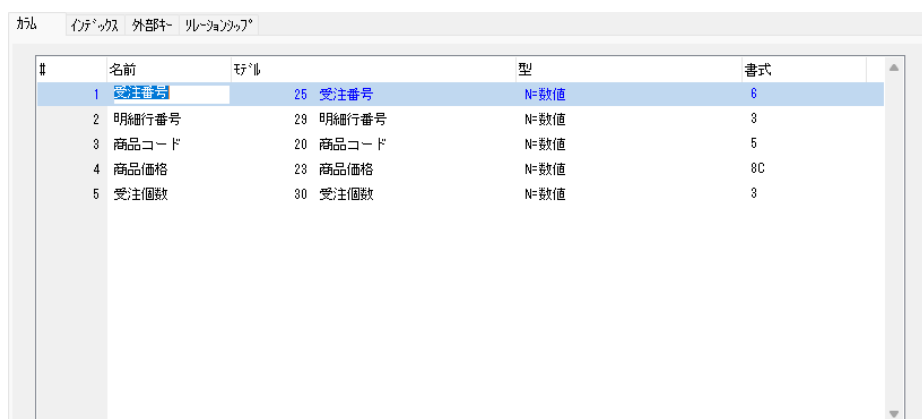 ｶﾗﾑ ｲﾝﾃﾞｯｸｽ 外部ｷｰ ﾘﾚｰｼｮﾝｼｯﾌﾟ
# 名前 ﾓﾃﾞﾙ 型 書式
1 受注番号 25 受注番号 N=数値 6
2 明細行番号 29 明細行番号 N=数値 3
3 商品コード 20 商品コード N=数値 5
4 商品価格 23 商品価格 N=数値 8C
5 受注個数 30 受注個数 N=数値 3